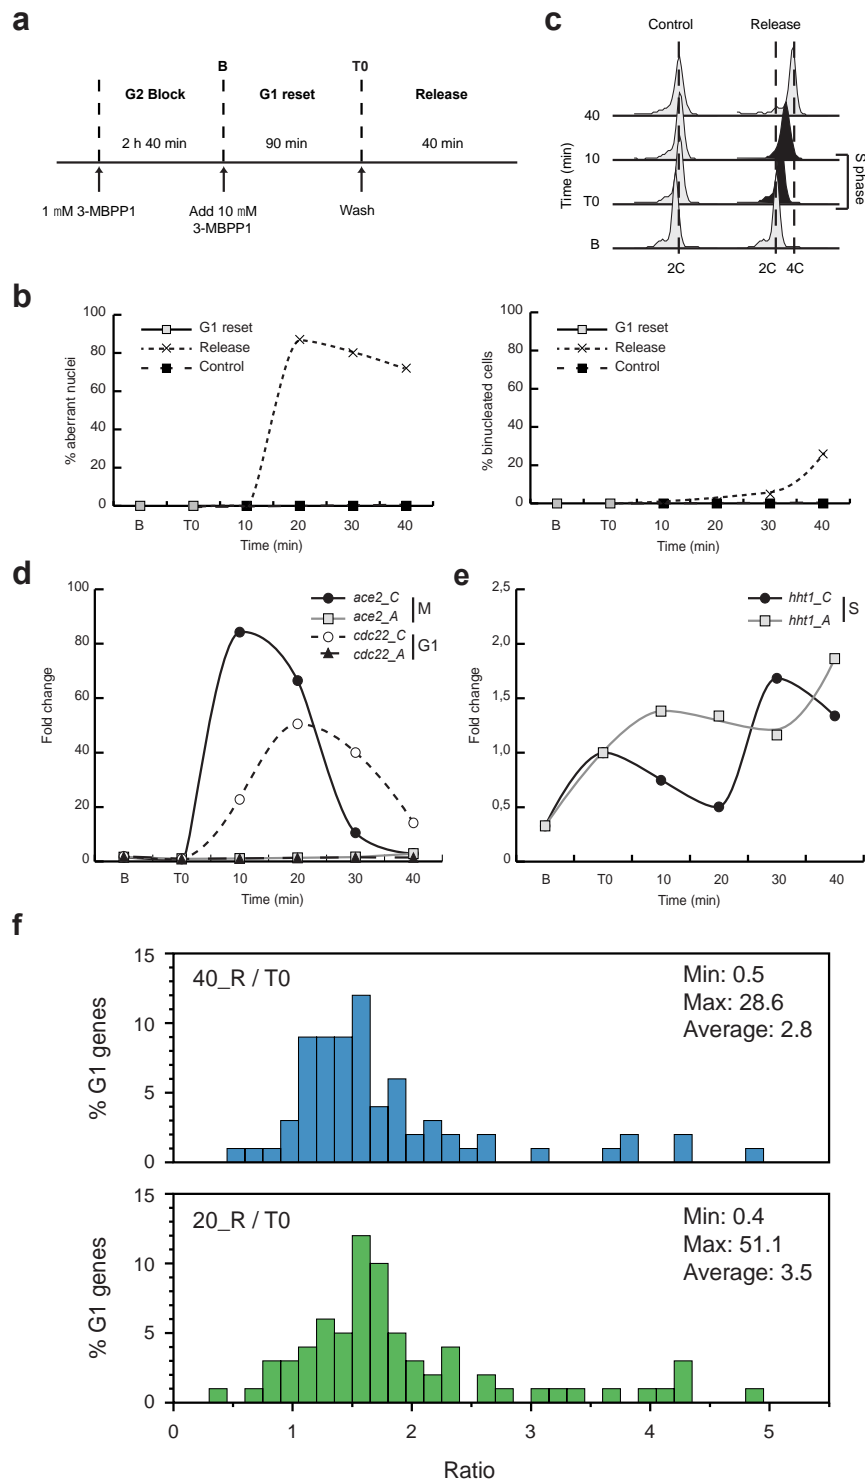 a
B
T0
G2 Block
G1 reset
Release
2 h 40 min
90 min
40 min
1 mM 3-MBPP1
Add 10 mM
3-MBPP1
Wash
c
Control
Release
40
10
T0
B
Time (min)
S phase
2C
2C
4C
b
100
80
60
40
20
0
% aberrant nuclei
G1 reset
Release
Control
B
T0
10
20
30
40
Time (min)
100
80
60
40
20
0
% binucleated cells
G1 reset
Release
Control
B
T0
10
20
30
40
Time (min)
d
100
80
60
40
20
0
Fold change
ace2_C
ace2_A
M
cdc22_C
cdc22_A
G1
B
T0
10
20
30
40
Time (min)
e
2,5
2,0
1,5
1,0
0,5
0
Fold change
hht1_C
hht1_A
S
B
T0
10
20
30
40
Time (min)
f
15
10
5
0
% G1 genes
40_R / T0
Min: 0.5
Max: 28.6
Average: 2.8
15
10
5
0
% G1 genes
20_R / T0
Min: 0.4
Max: 51.1
Average: 3.5
0
1
2
3
4
5
Ratio